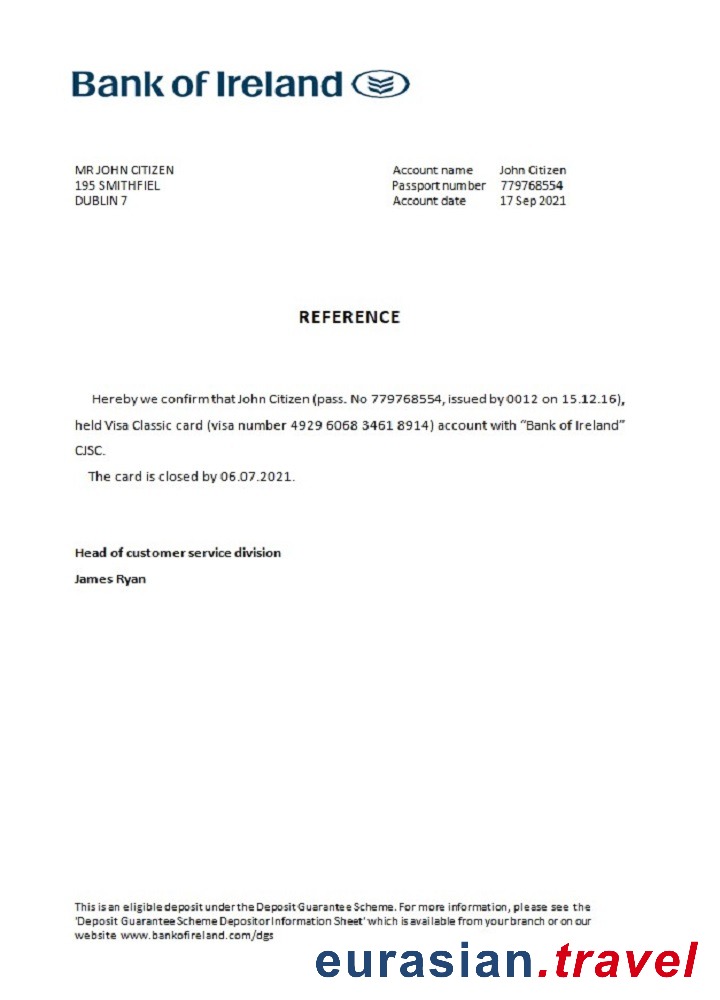 Bank of Ireland
MR JOHN CITIZEN
195 SMITHFIEL
DUBLIN 7
Account name John Citizen
Passport number 779768554
Account date 17 Sep 2021
REFERENCE
Hereby we confirm that John Citizen (pass. No 779768554, issued by 0012 on 15.12.16),
held Visa Classic card (visa number 4929 6068 3461 8914) account with “Bank of Ireland”
CJSC.
The card is closed by 06.07.2021.
Head of customer service division
James Ryan
This is an eligible deposit under the Deposit Guarantee Scheme. For more information, please see the
'Deposit Guarantee Scheme Depositor Information Sheet' which is available from your branch or on our
website www.bankofireland.com/dgs
eurasian.travel